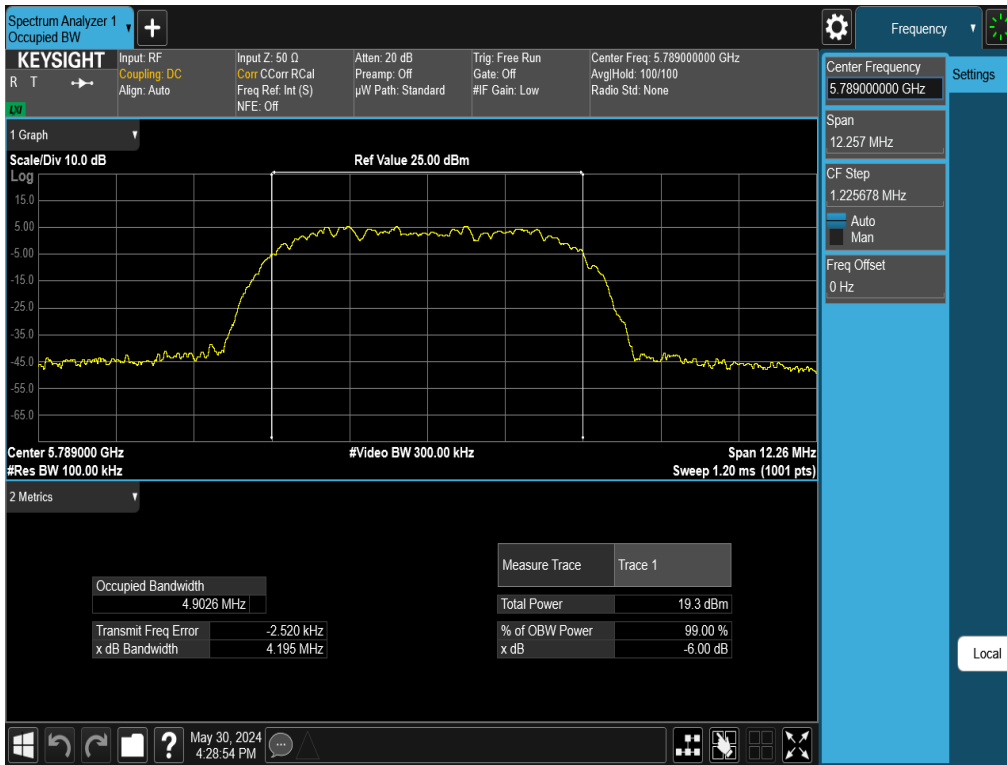 Spectrum Analyzer 1
Occupied BW
+
Frequency
KEYSIGHT
R T
LXI
Input: RF
Coupling: DC
Align: Auto
Input Z: 50 Ω
Corr CCorr RCal
Freq Ref: Int (S)
NFE: Off
Atten: 20 dB
Preamp: Off
µW Path: Standard
Trig: Free Run
Gate: Off
#IF Gain: Low
Center Freq: 5.789000000 GHz
Avg|Hold: 100/100
Radio Std: None
Center Frequency
5.789000000 GHz
Settings
Span
12.257 MHz
CF Step
1.225678 MHz
Auto
Man
Freq Offset
0 Hz
Local
1 Graph
Scale/Div 10.0 dB
Ref Value 25.00 dBm
Log
15.0
5.00
-5.00
-15.0
-25.0
-35.0
-45.0
-55.0
-65.0
Center 5.789000 GHz
#Video BW 300.00 kHz
Span 12.26 MHz
#Res BW 100.00 kHz
Sweep 1.20 ms (1001 pts)
2 Metrics
Measure Trace Trace 1
Occupied Bandwidth
4.9026 MHz
Total Power 19.3 dBm
Transmit Freq Error -2.520 kHz
% of OBW Power 99.00 %
x dB Bandwidth 4.195 MHz
x dB -6.00 dB
?
May 30, 2024
4:28:54 PM